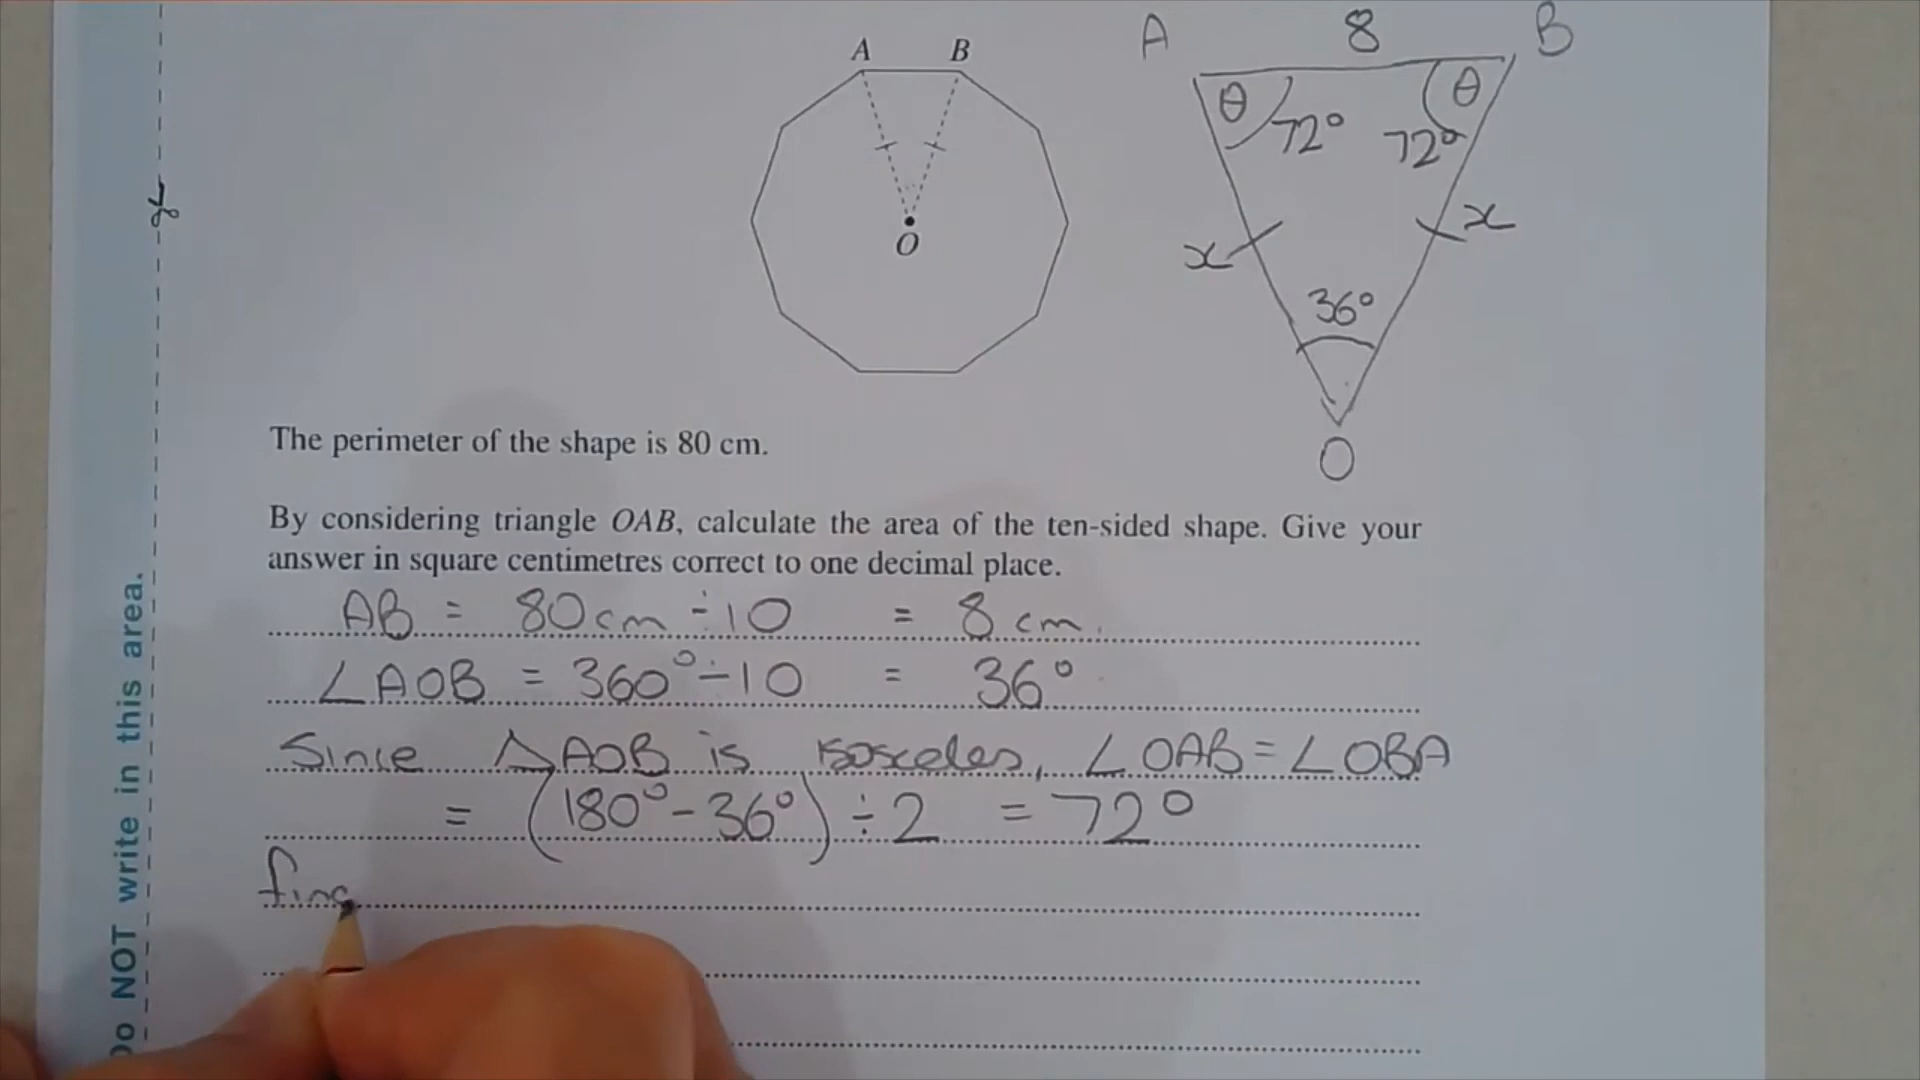 A B
O
A 8 B
θ θ
72° 72°
x x
36°
O
The perimeter of the shape is 80 cm.
By considering triangle OAB, calculate the area of the ten-sided shape. Give your
answer in square centimetres correct to one decimal place.
AB = 80cm ÷10 = 8 cm.
∠AOB = 360°÷10 = 36°
Since △AOB is isosceles, ∠OAB = ∠OBA
= (180° - 36°) ÷ 2 = 72°
Do NOT write in this area.